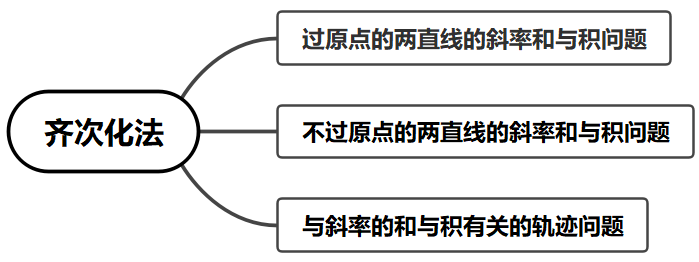 过原点的两直线的斜率和与积问题
齐次化法
不过原点的两直线的斜率和与积问题
与斜率的和与积有关的轨迹问题